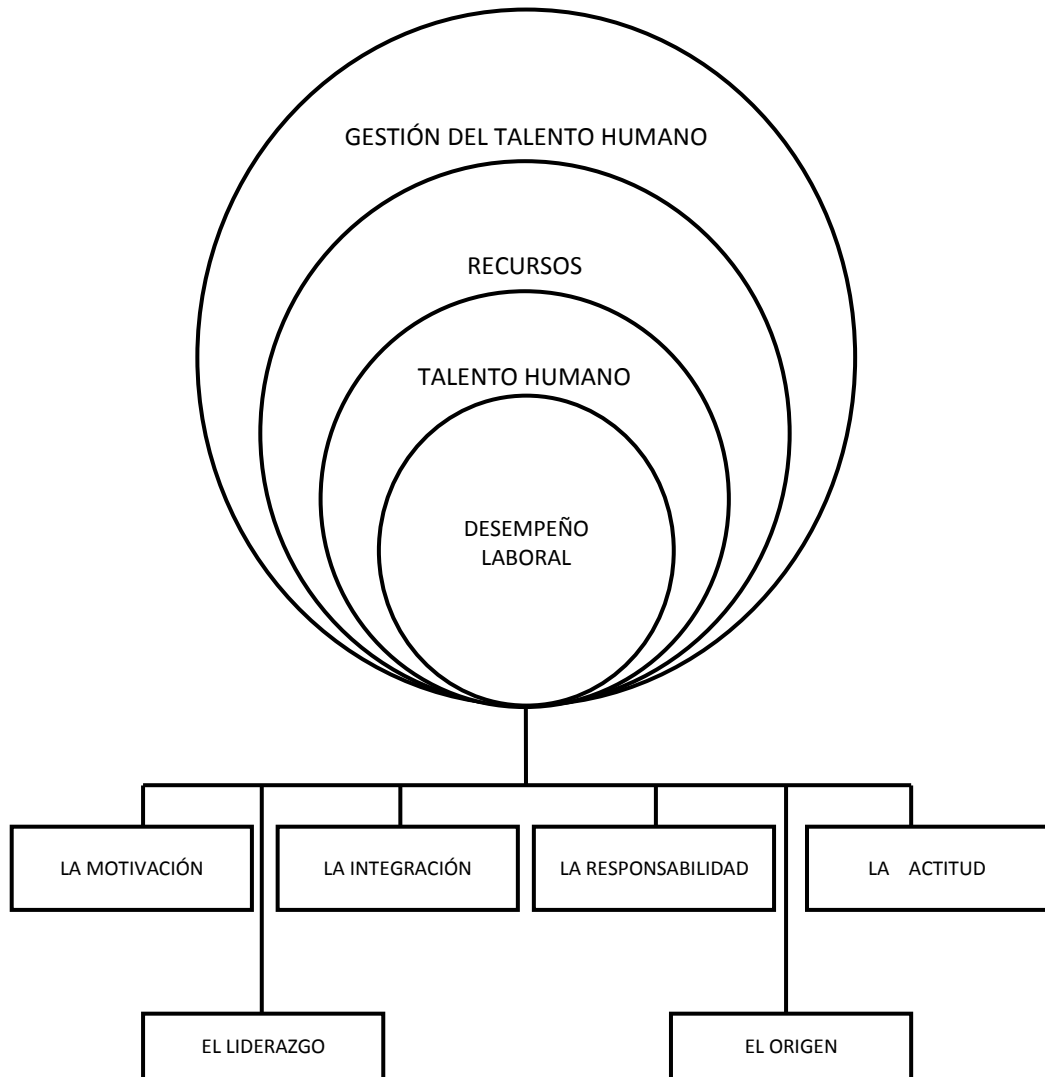 GESTIÓN DEL TALENTO HUMANO
RECURSOS
TALENTO HUMANO
DESEMPEÑO
LABORAL
LA MOTIVACIÓN
LA INTEGRACIÓN
LA RESPONSABILIDAD
LA ACTITUD
EL LIDERAZGO
EL ORIGEN